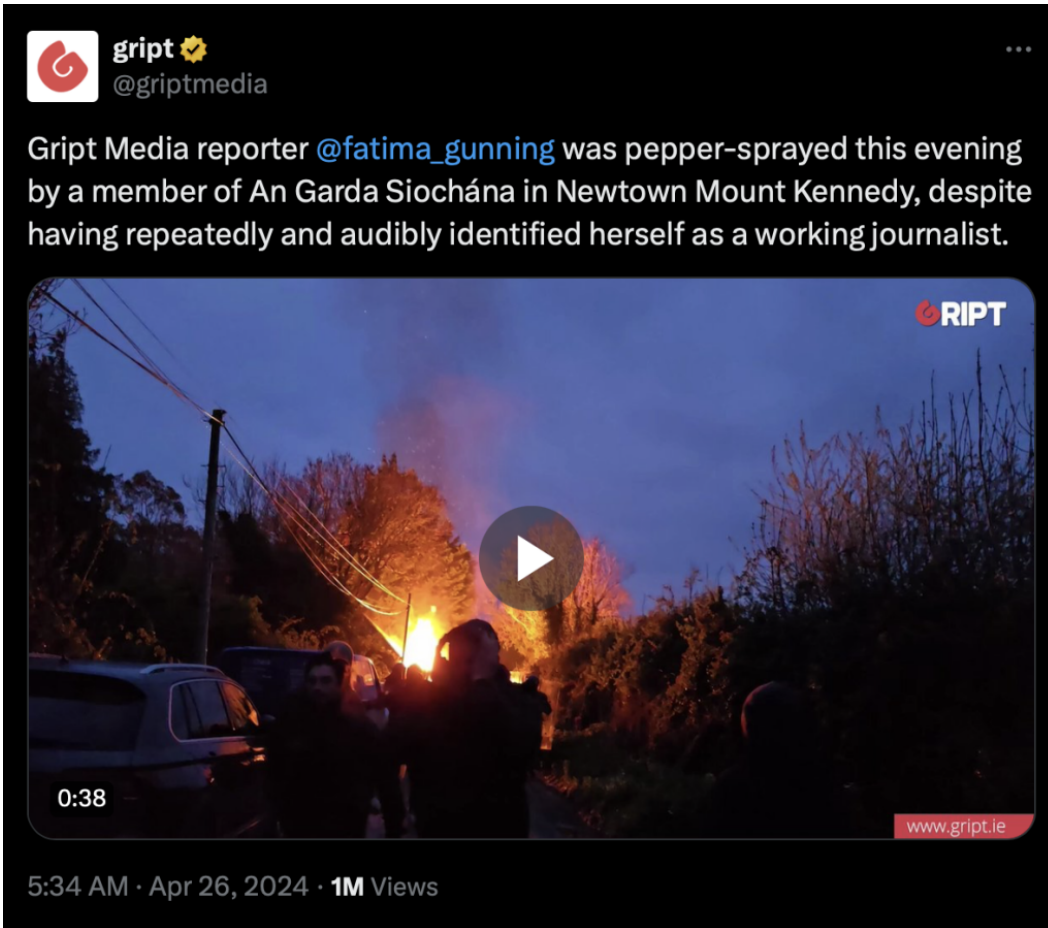 gript
@griptmedia
Gript Media reporter @fatima_gunning was pepper-sprayed this evening
by a member of An Garda Siochána in Newtown Mount Kennedy, despite
having repeatedly and audibly identified herself as a working journalist.
GRIPT
0:38
www.gript.ie
5:34 AM · Apr 26, 2024 · 1M Views